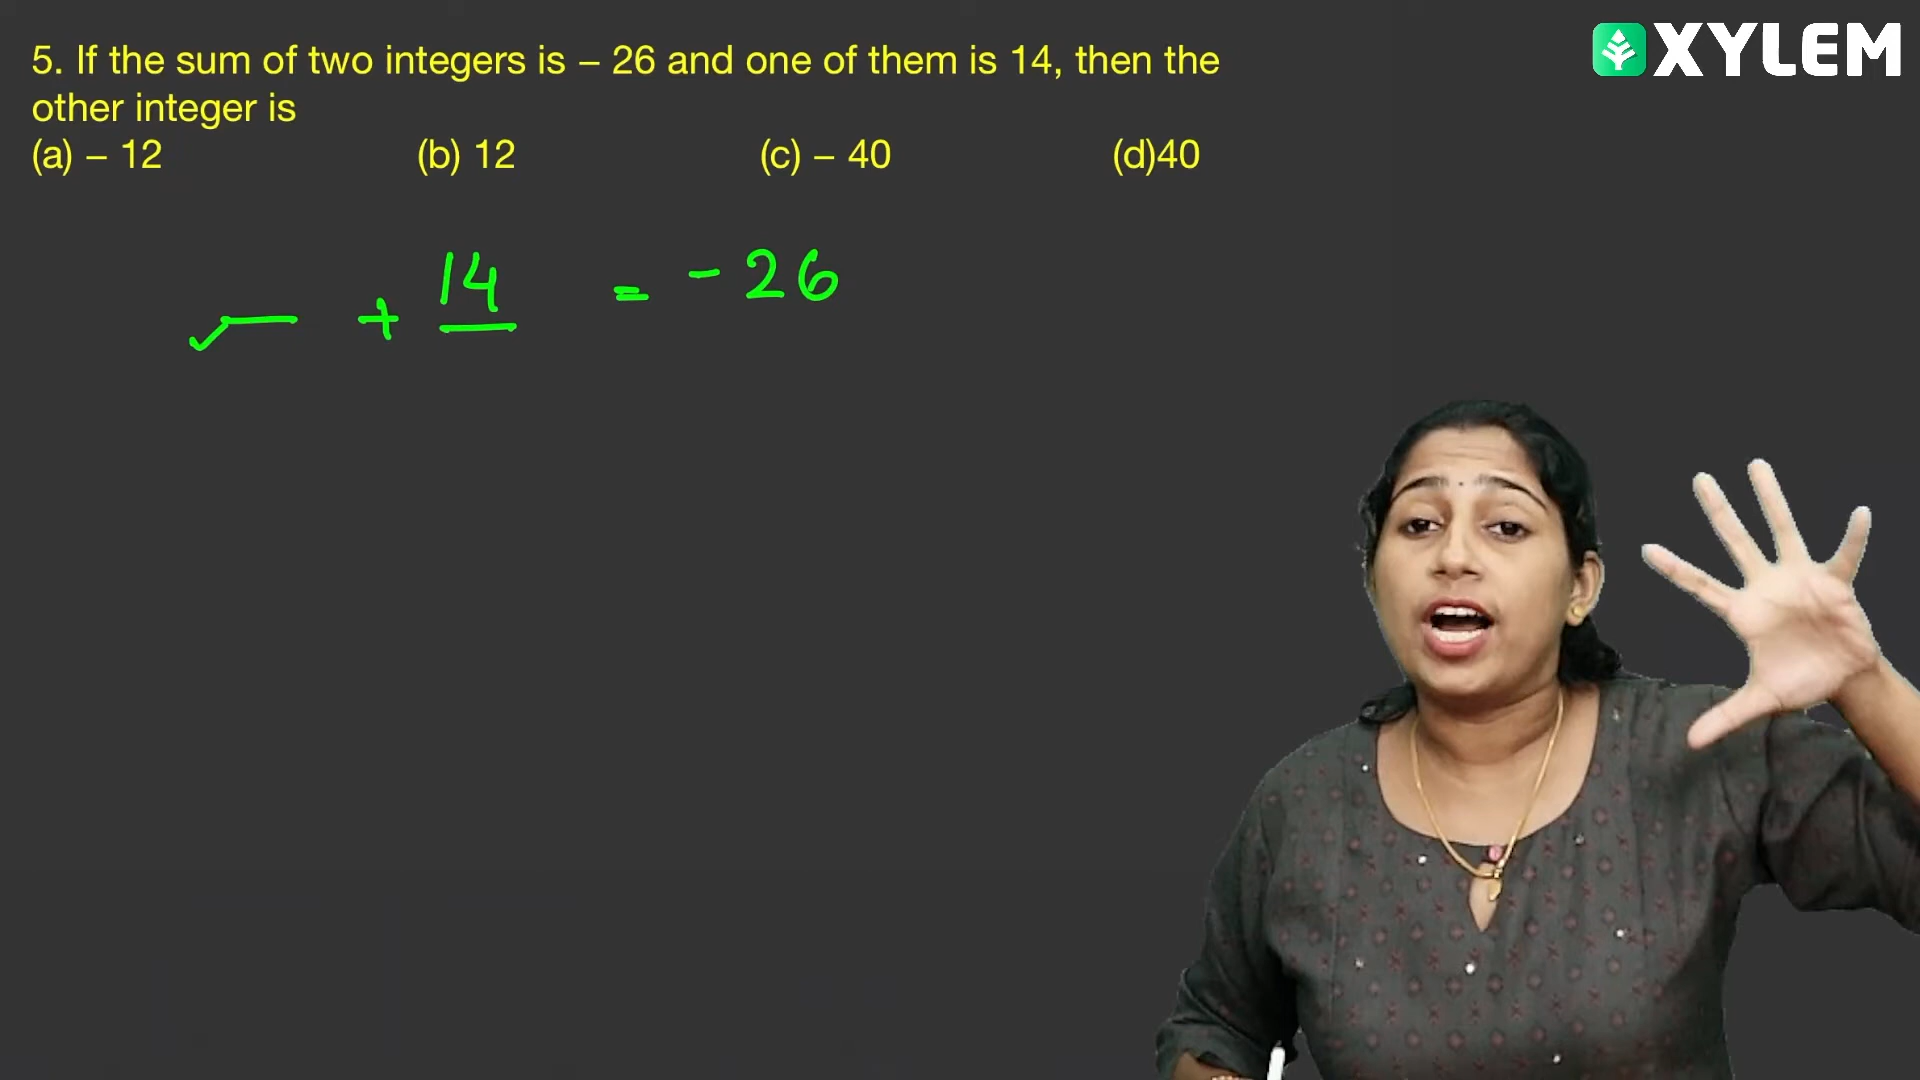 XYLEM
5. If the sum of two integers is – 26 and one of them is 14, then the
other integer is
(a) – 12 (b) 12 (c) – 40 (d)40
+ 14 = - 26